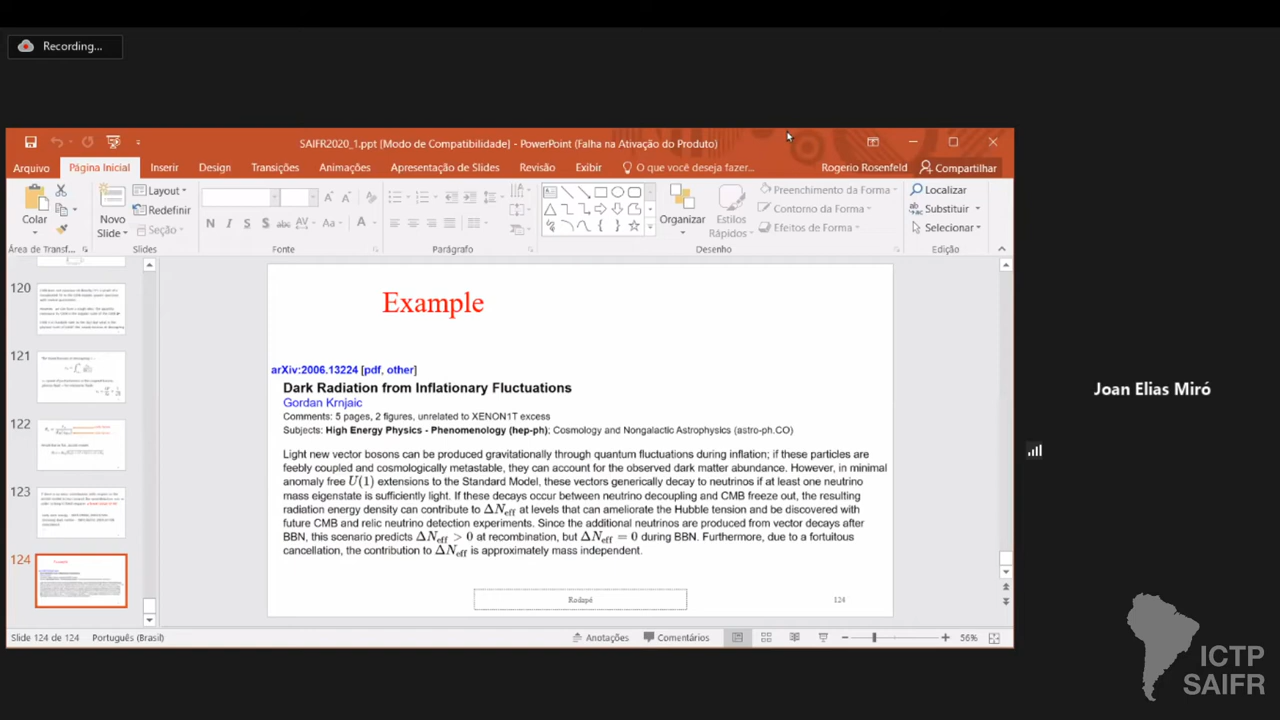 Recording...
SAIFR2020_1.ppt [Modo de Compatibilidade] - PowerPoint (Falha na Ativação do Produto)
Arquivo Página Inicial Inserir Design Transições Animações Apresentação de Slides Revisão Exibir O que você deseja fazer... Rogerio Rosenfeld Compartilhar
Colar
Novo Slide
Layout
Redefinir
Seção
N I S S abc AV Aa A
Organizar
Estilos Rápidos
Preenchimento da Forma
Contorno da Forma
Efeitos de Forma
Localizar
Substituir
Selecionar
Área de Transf... Slides Fonte Parágrafo Desenho Edição
120
121
122
123
124
Example
arXiv:2006.13224 [pdf, other]
Dark Radiation from Inflationary Fluctuations
Gordan Krnjaic
Comments: 5 pages, 2 figures, unrelated to XENON1T excess
Subjects: High Energy Physics - Phenomenology (hep-ph); Cosmology and Nongalactic Astrophysics (astro-ph.CO)
Light new vector bosons can be produced gravitationally through quantum fluctuations during inflation; if these particles are
feebly coupled and cosmologically metastable, they can account for the observed dark matter abundance. However, in minimal
anomaly free U(1) extensions to the Standard Model, these vectors generically decay to neutrinos if at least one neutrino
mass eigenstate is sufficiently light. If these decays occur between neutrino decoupling and CMB freeze out, the resulting
radiation energy density can contribute to ΔN_eff at levels that can ameliorate the Hubble tension and be discovered with
future CMB and relic neutrino detection experiments. Since the additional neutrinos are produced from vector decays after
BBN, this scenario predicts ΔN_eff > 0 at recombination, but ΔN_eff = 0 during BBN. Furthermore, due to a fortuitous
cancellation, the contribution to ΔN_eff is approximately mass independent.
Rodapé 124
Slide 124 de 124 Português (Brasil) Anotações Comentários 56%
Joan Elias Miró
ICTP
SAIFR